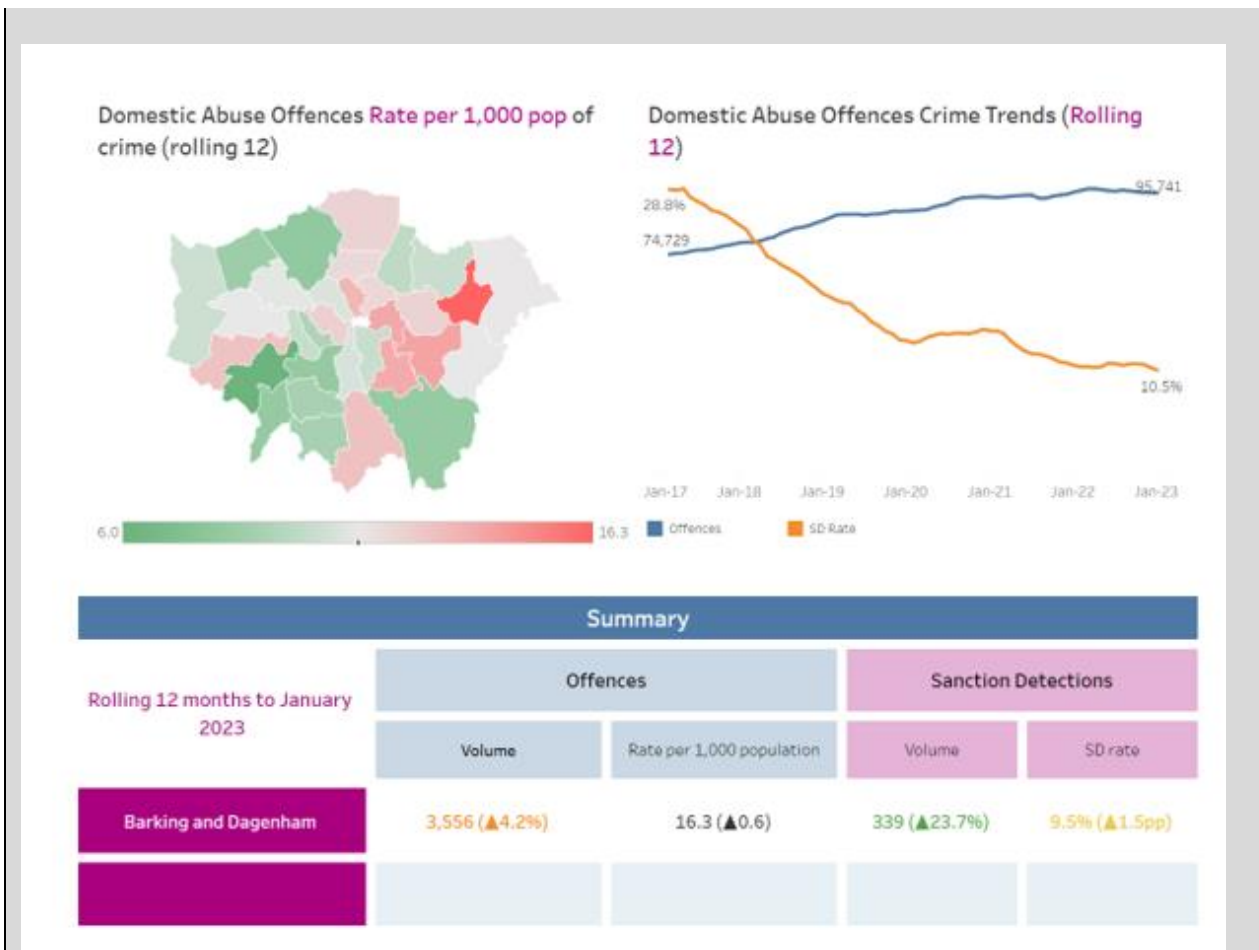 Domestic Abuse Offences Rate per 1,000 pop of
crime (rolling 12)
6.0
16.3
Domestic Abuse Offences Crime Trends (Rolling
12)
28.8%
74,729
95,741
10.5%
Jan-17 Jan-18 Jan-19 Jan-20 Jan-21 Jan-22 Jan-23
Offences SD Rate
Summary
Rolling 12 months to January
2023
Offences Sanction Detections
Volume Rate per 1,000 population Volume SD rate
Barking and Dagenham 3,556 (▲4.2%) 16.3 (▲0.6) 339 (▲23.7%) 9.5% (▲1.5pp)